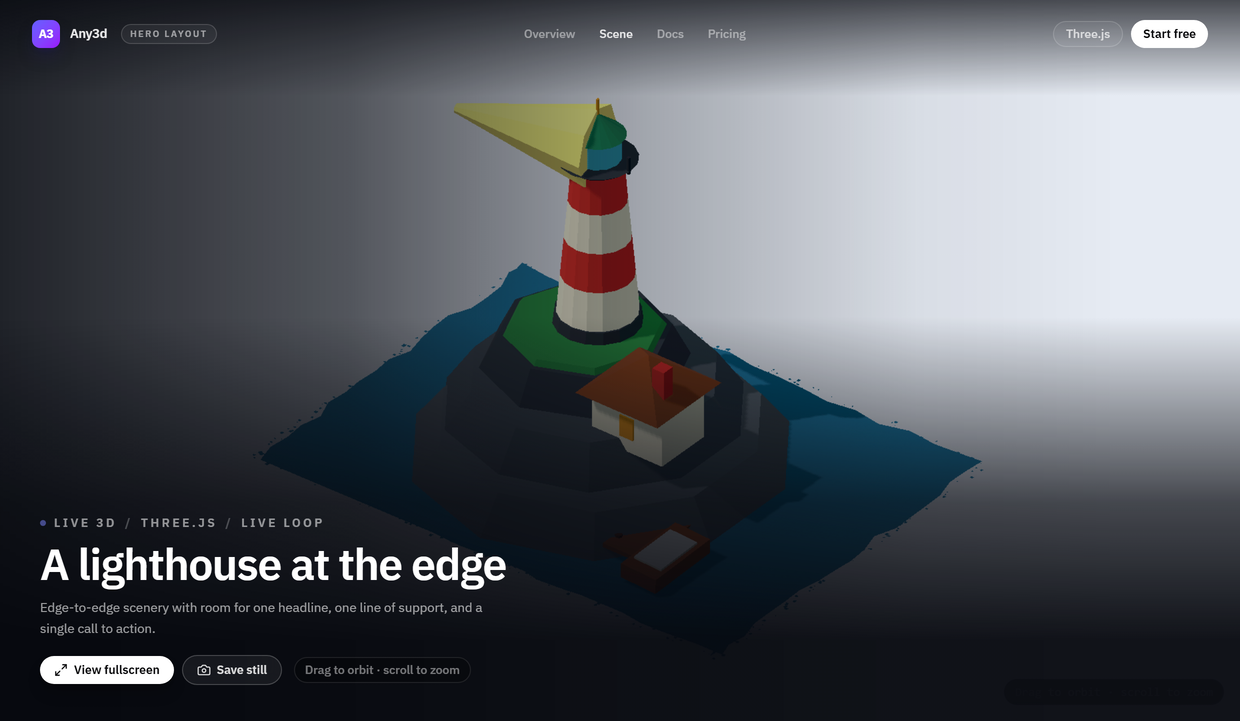 A3 Any3d HERO LAYOUT Overview Scene Docs Pricing Three.js Start free
LIVE 3D / THREE.JS / LIVE LOOP
A lighthouse at the edge
Edge-to-edge scenery with room for one headline, one line of support, and a
single call to action.
View fullscreen Save still Drag to orbit · scroll to zoom